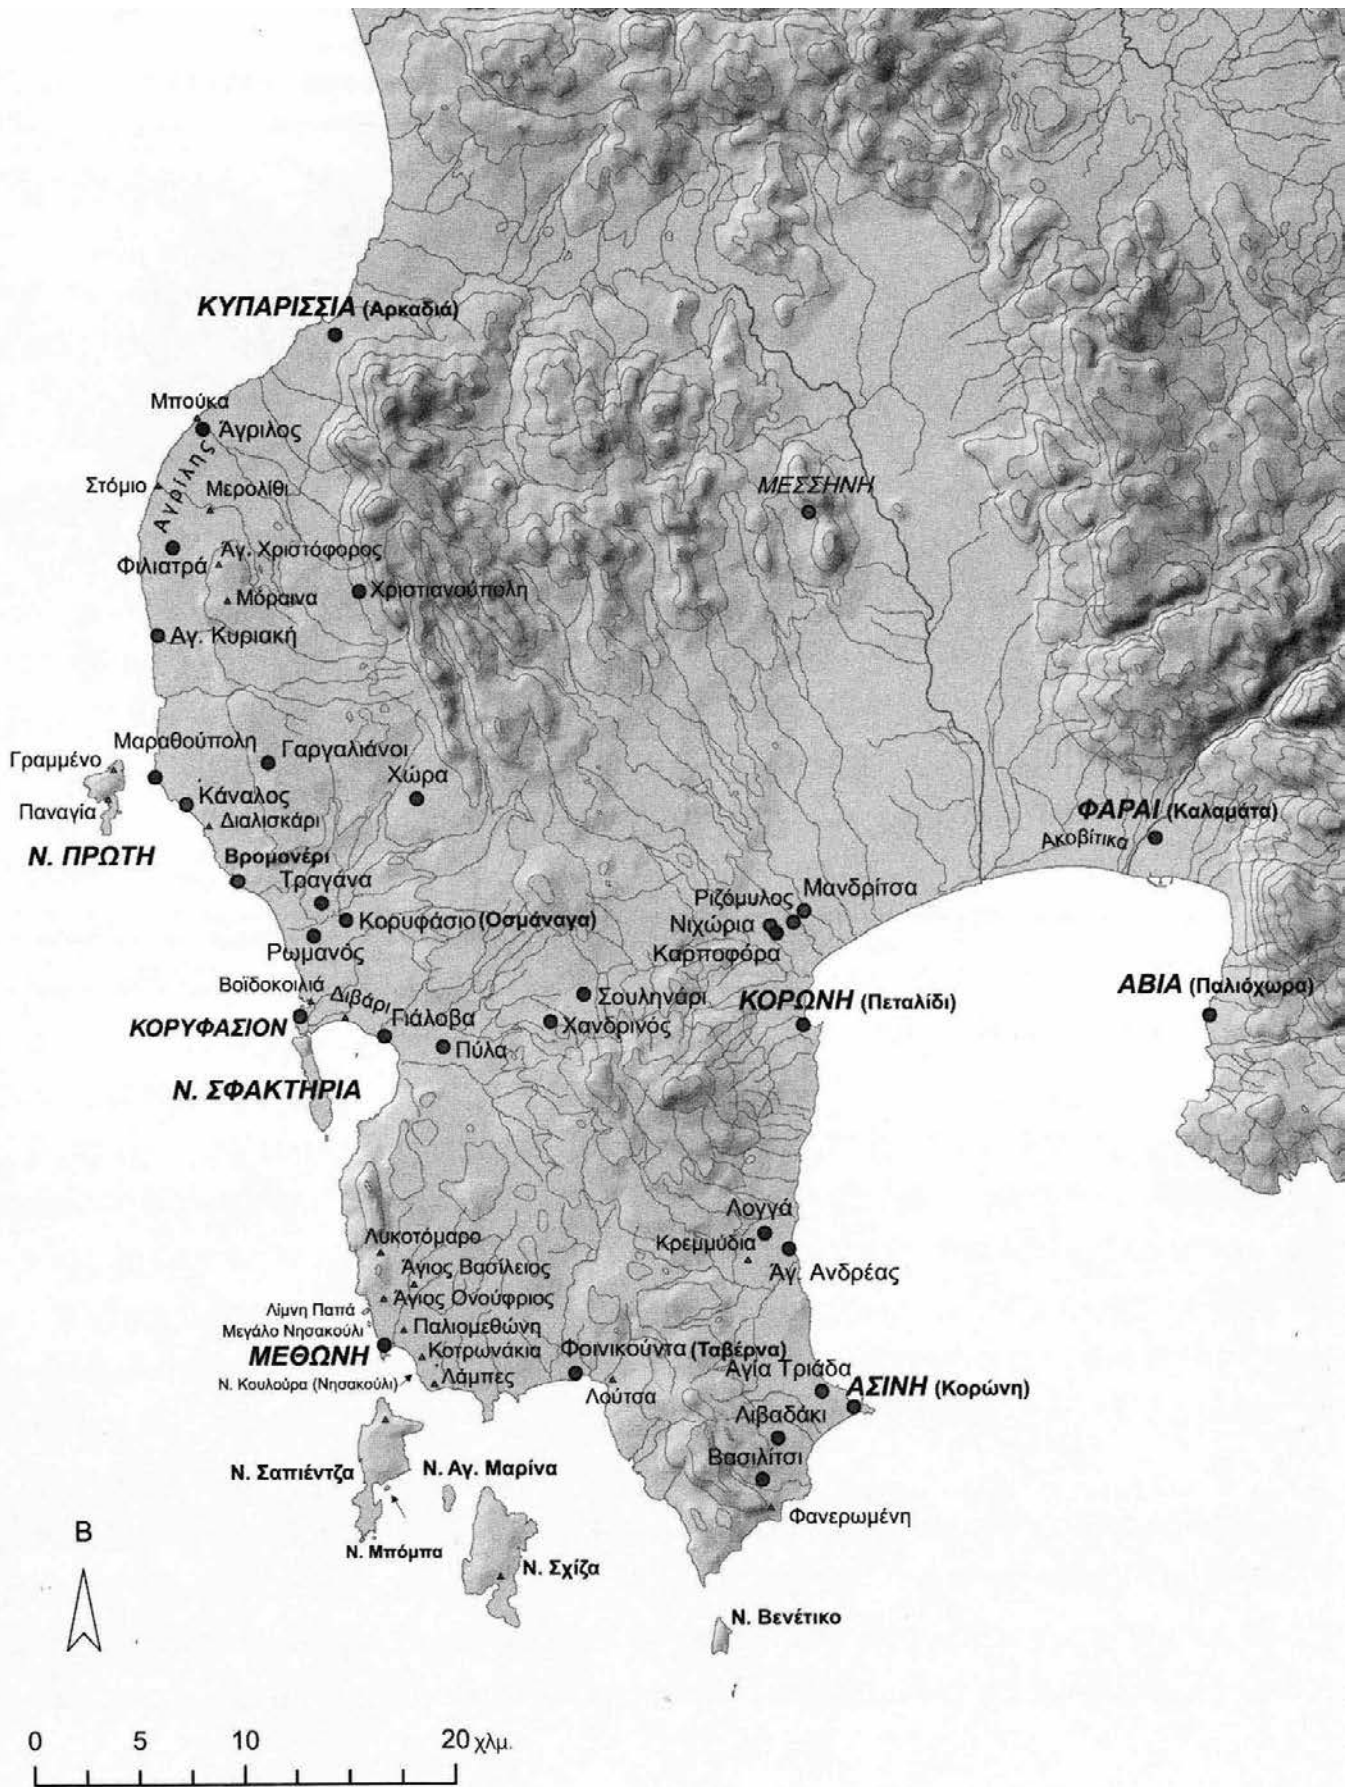 ΚΥΠΑΡΙΣΣΙΑ (Αρκαδιά)
Μπούκα
Άγριλος
Αγρίλης
Στόμιο
Μερολίθι
ΜΕΣΣΗΝΗ
Άγ. Χριστόφορος
Φιλιατρά
Χριστιανούπολη
Μόραινα
Αγ. Κυριακή
Μαραθούπολη
Γαργαλιάνοι
Γραμμένο
Χώρα
Παναγία
Κάναλος
Διαλισκάρι
ΦΑΡΑΙ (Καλαμάτα)
Ακοβίτικα
Ν. ΠΡΩΤΗ
Βρομονέρι
Τραγάνα
Μανδρίτσα
Ριζόμυλος
Κορυφάσιο (Οσμάναγα)
Νιχώρια
Ρωμανός
Καρποφόρα
Βοϊδοκοιλιά
Διβάρι
Σουληνάρι
ΚΟΡΩΝΗ (Πεταλίδι)
ΑΒΙΑ (Παλιόχωρα)
ΚΟΡΥΦΑΣΙΟΝ
Γιάλοβα
Χανδρινός
Πύλα
Ν. ΣΦΑΚΤΗΡΙΑ
Λογγά
Λυκοτόμαρο
Κρεμμύδια
Άγιος Βασίλειος
Άγ. Ανδρέας
Άγιος Ονούφριος
Λίμνη Παπά
Μεγάλο Νησακούλι
Παλιομεθώνη
ΜΕΘΩΝΗ
Κοτρωνάκια
Φοινικούντα (Ταβέρνα)
Αγία Τριάδα
Ν. Κουλούρα (Νησακούλι)
Λάμπες
Λούτσα
ΑΣΙΝΗ (Κορώνη)
Λιβαδάκι
Βασιλίτσι
Ν. Σαπιέντζα
Ν. Αγ. Μαρίνα
Φανερωμένη
Β
Ν. Μπόμπα
Ν. Σχίζα
Ν. Βενέτικο
0 5 10 20 χλμ.